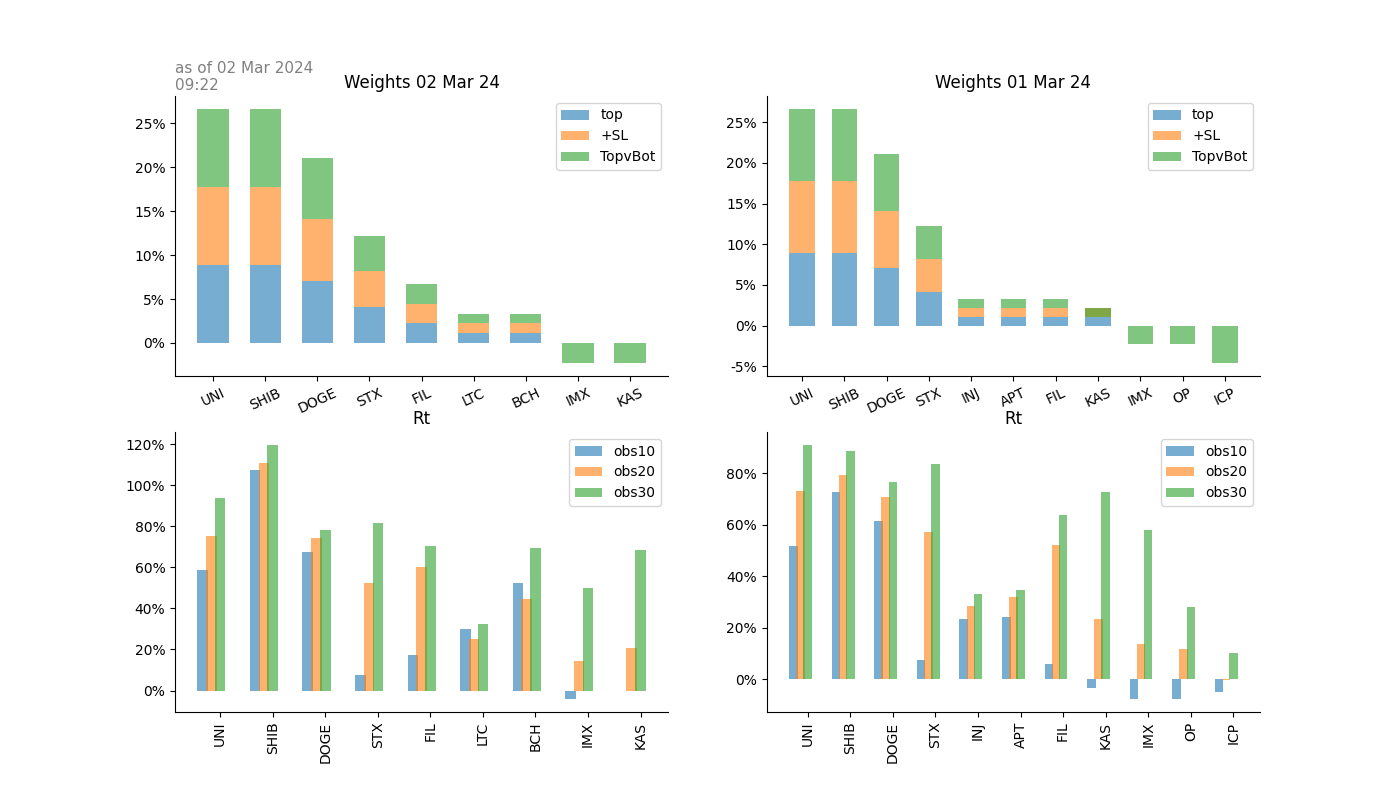 as of 02 Mar 2024
09:22
Weights 02 Mar 24
25%
20%
15%
10%
5%
0%
top
+SL
TopvBot
UNI SHIB DOGE STX FIL LTC BCH IMX KAS
Weights 01 Mar 24
25%
20%
15%
10%
5%
0%
-5%
top
+SL
TopvBot
UNI SHIB DOGE STX INJ APT FIL KAS IMX OP ICP
Rt
120%
100%
80%
60%
40%
20%
0%
obs10
obs20
obs30
UNI SHIB DOGE STX FIL LTC BCH IMX KAS
Rt
80%
60%
40%
20%
0%
obs10
obs20
obs30
UNI SHIB DOGE STX INJ APT FIL KAS IMX OP ICP